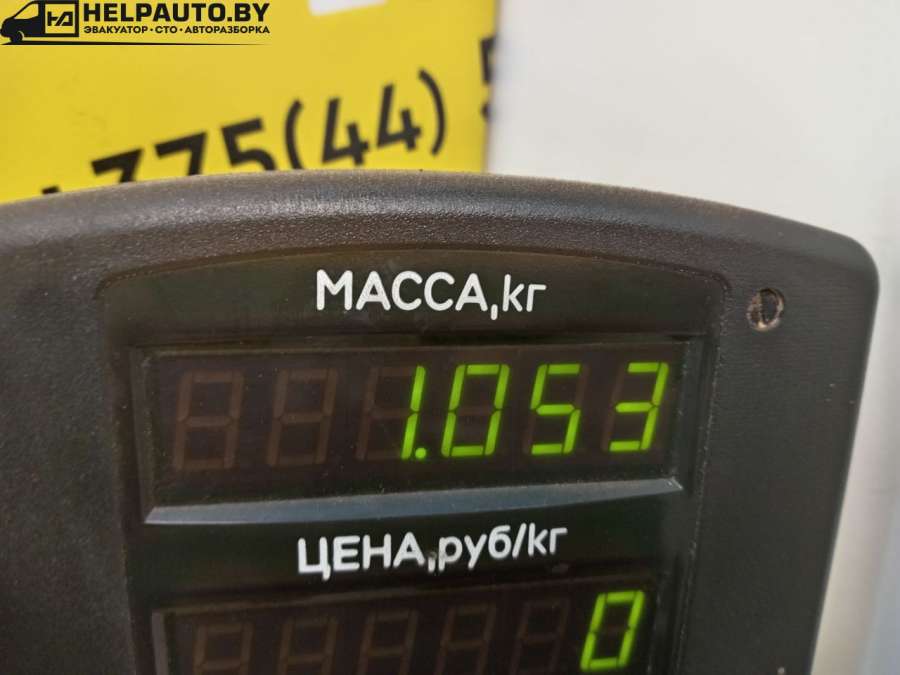 HELPAUTO.BY
ЭВАКУАТОР · СТО · АВТОРАЗБОРКА
375(44)
МАССА,кг
1.053
ЦЕНА,руб/кг
0